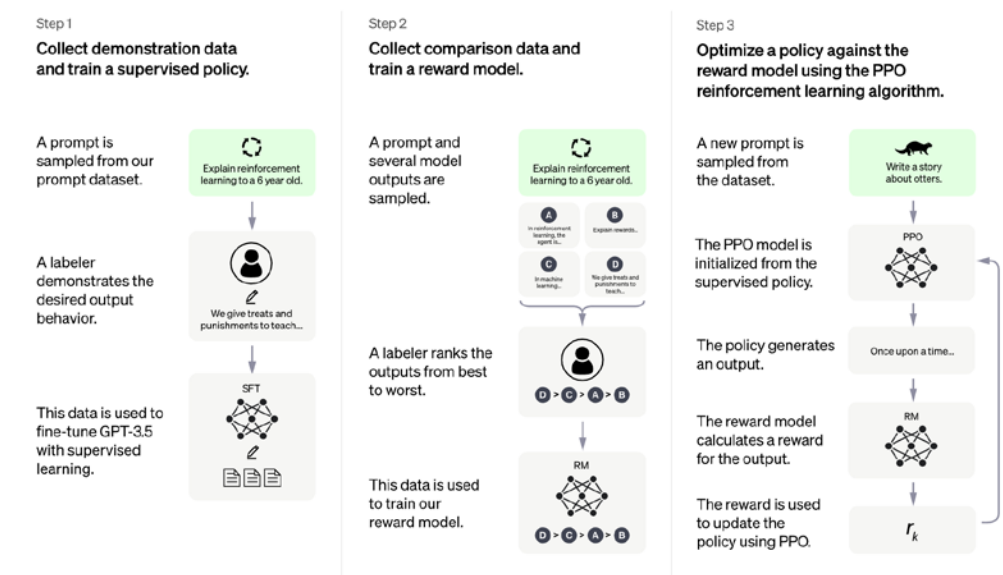 Step 1
Collect demonstration data
and train a supervised policy.
A prompt is
sampled from our
prompt dataset.
Explain reinforcement
learning to a 6 year old.
A labeler
demonstrates the
desired output
behavior.
We give treats and
punishments to teach...
This data is used to
fine-tune GPT-3.5
with supervised
learning.
SFT
Step 2
Collect comparison data and
train a reward model.
A prompt and
several model
outputs are
sampled.
Explain reinforcement
learning to a 6 year old.
A
In reinforcement
learning, the
agent is...
B
Explain rewards...
C
In machine
learning...
D
We give treats and
punishments to
teach...
A labeler ranks the
outputs from best
to worst.
D > C > A > B
This data is used
to train our
reward model.
RM
D > C > A > B
Step 3
Optimize a policy against the
reward model using the PPO
reinforcement learning algorithm.
A new prompt is
sampled from
the dataset.
Write a story
about otters.
The PPO model is
initialized from the
supervised policy.
PPO
The policy generates
an output.
Once upon a time...
The reward model
calculates a reward
for the output.
RM
The reward is used
to update the
policy using PPO.
rk